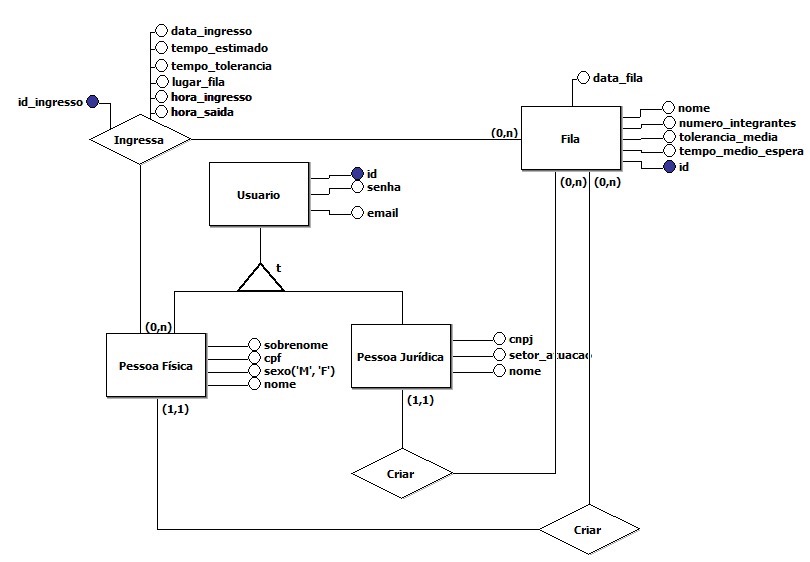 data_ingresso
tempo_estimado
tempo_tolerancia
lugar_fila
id_ingresso
hora_ingresso
hora_saida
Ingressa
data_fila
nome
numero_integrantes
tolerancia_media
tempo_medio_espera
id
Fila
(0,n)
(0,n)
(0,n)
Usuario
id
senha
email
t
(0,n)
Pessoa Física
sobrenome
cpf
sexo('M', 'F')
nome
(1,1)
Pessoa Jurídica
cnpj
setor_atuacao
nome
(1,1)
Criar
Criar